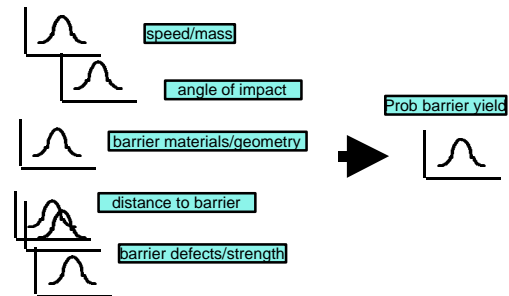 speed/mass
angle of impact
Prob barrier yield
barrier materials/geometry
distance to barrier
barrier defects/strength